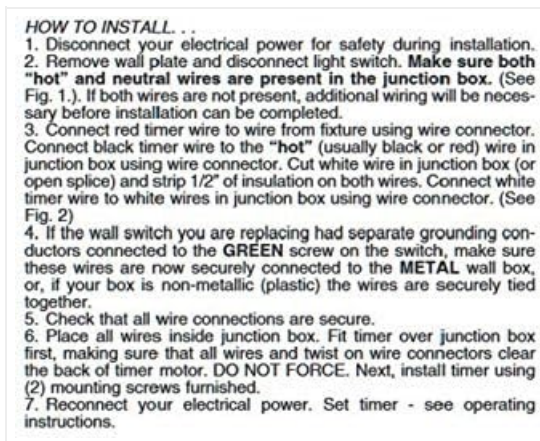 HOW TO INSTALL. . .
1. Disconnect your electrical power for safety during installation.
2. Remove wall plate and disconnect light switch. Make sure both
"hot" and neutral wires are present in the junction box. (See
Fig. 1.). If both wires are not present, additional wiring will be neces-
sary before installation can be completed.
3. Connect red timer wire to wire from fixture using wire connector.
Connect black timer wire to the "hot" (usually black or red) wire in
junction box using wire connector. Cut white wire in junction box (or
open splice) and strip 1/2" of insulation on both wires. Connect white
timer wire to white wires in junction box using wire connector. (See
Fig. 2)
4. If the wall switch you are replacing had separate grounding con-
ductors connected to the GREEN screw on the switch, make sure
these wires are now securely connected to the METAL wall box,
or, if your box is non-metallic (plastic) the wires are securely tied
together.
5. Check that all wire connections are secure.
6. Place all wires inside junction box. Fit timer over junction box
first, making sure that all wires and twist on wire connectors clear
the back of timer motor. DO NOT FORCE. Next, install timer using
(2) mounting screws furnished.
7. Reconnect your electrical power. Set timer - see operating
instructions.